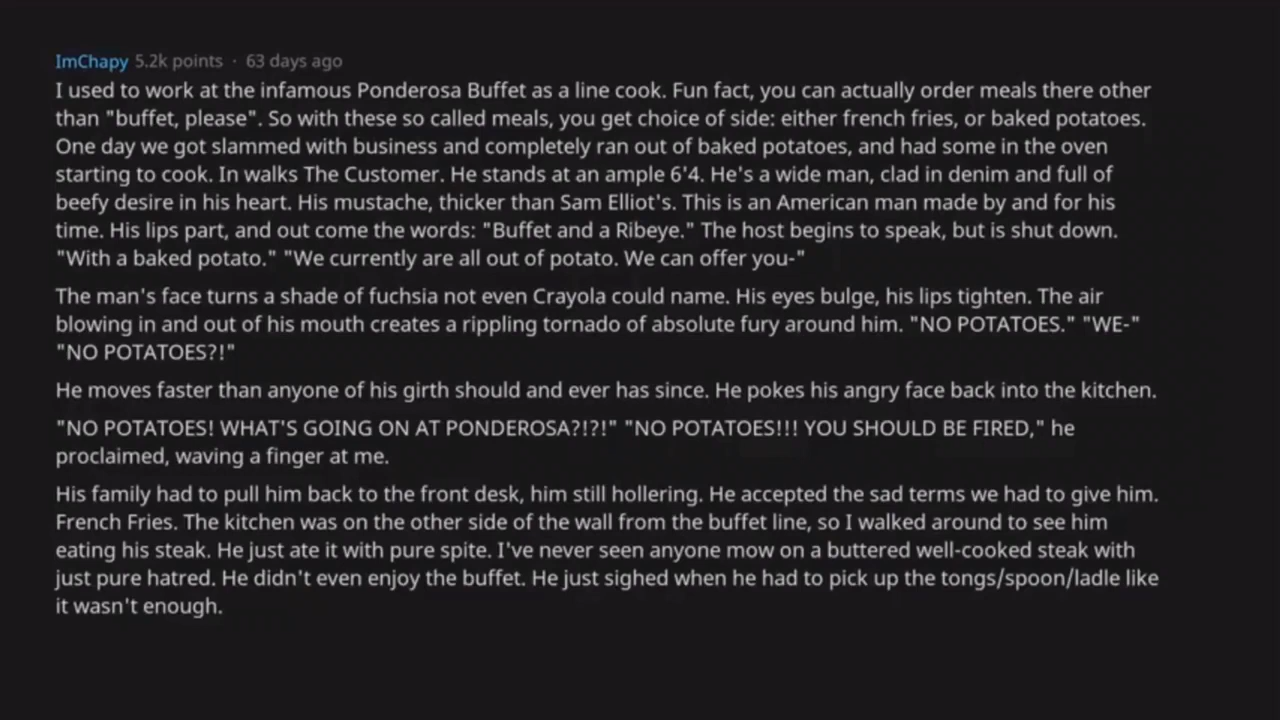 ImChapy 5.2k points · 63 days ago
I used to work at the infamous Ponderosa Buffet as a line cook. Fun fact, you can actually order meals there other
than "buffet, please". So with these so called meals, you get choice of side: either french fries, or baked potatoes.
One day we got slammed with business and completely ran out of baked potatoes, and had some in the oven
starting to cook. In walks The Customer. He stands at an ample 6'4. He's a wide man, clad in denim and full of
beefy desire in his heart. His mustache, thicker than Sam Elliot's. This is an American man made by and for his
time. His lips part, and out come the words: "Buffet and a Ribeye." The host begins to speak, but is shut down.
"With a baked potato." "We currently are all out of potato. We can offer you-"
The man's face turns a shade of fuchsia not even Crayola could name. His eyes bulge, his lips tighten. The air
blowing in and out of his mouth creates a rippling tornado of absolute fury around him. "NO POTATOES." "WE-"
"NO POTATOES?!"
He moves faster than anyone of his girth should and ever has since. He pokes his angry face back into the kitchen.
"NO POTATOES! WHAT'S GOING ON AT PONDEROSA?!?!" "NO POTATOES!!! YOU SHOULD BE FIRED," he
proclaimed, waving a finger at me.
His family had to pull him back to the front desk, him still hollering. He accepted the sad terms we had to give him.
French Fries. The kitchen was on the other side of the wall from the buffet line, so I walked around to see him
eating his steak. He just ate it with pure spite. I've never seen anyone mow on a buttered well-cooked steak with
just pure hatred. He didn't even enjoy the buffet. He just sighed when he had to pick up the tongs/spoon/ladle like
it wasn't enough.